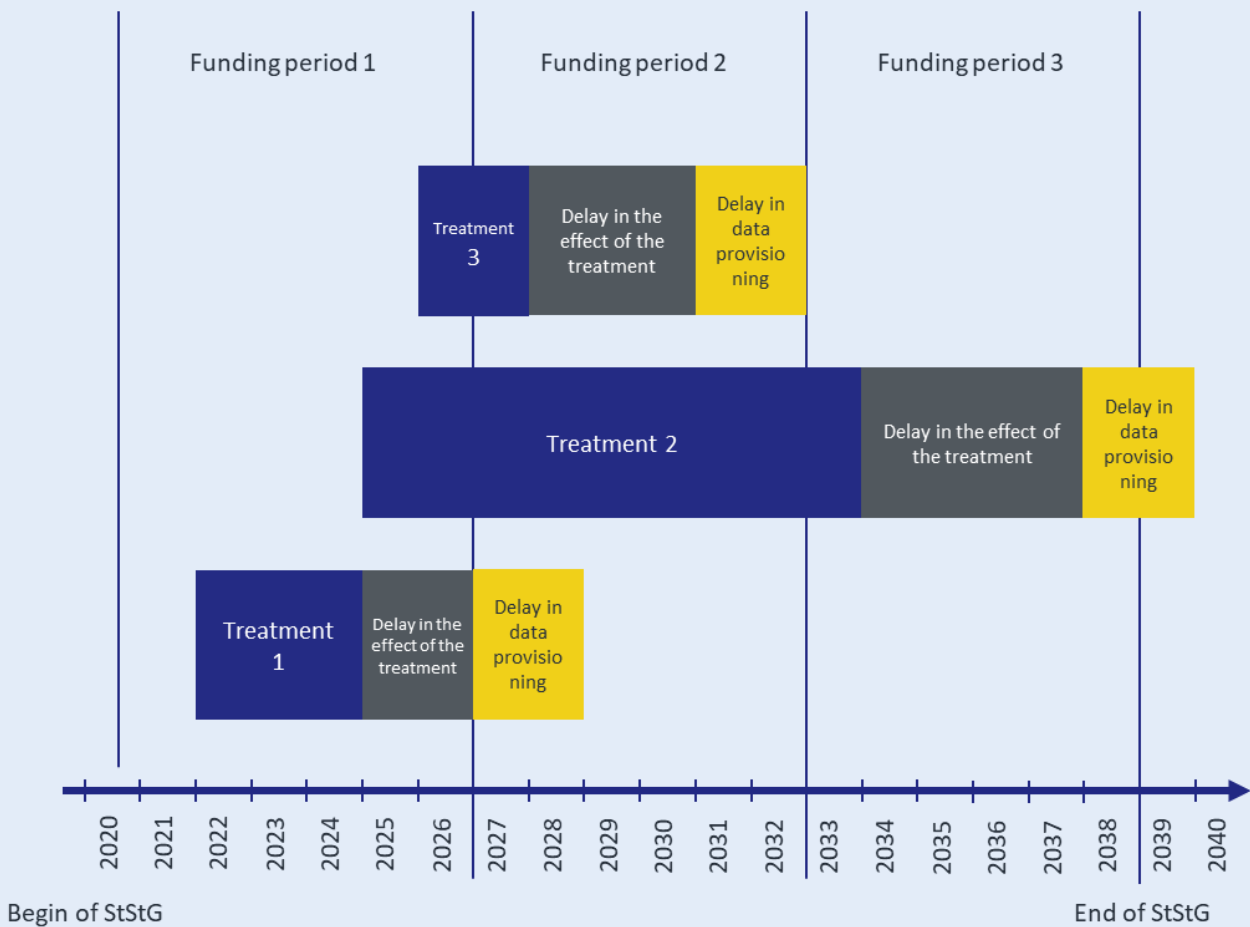 Funding period 1
Funding period 2
Funding period 3
Treatment
3
Delay in the
effect of the
treatment
Delay in
data
provisio
ning
Treatment 2
Delay in the effect of
the treatment
Delay in
data
provisio
ning
Treatment
1
Delay in the
effect of the
treatment
Delay in
data
provisio
ning
2020
2021
2022
2023
2024
2025
2026
2027
2028
2029
2030
2031
2032
2033
2034
2035
2036
2037
2038
2039
2040
Begin of StStG
End of StStG